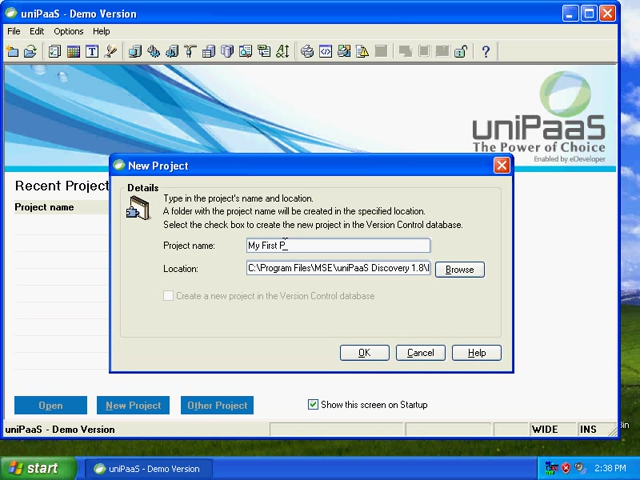 uniPaaS - Demo Version
File Edit Options Help
uniPaaS
The Power of Choice
Enabled by eDeveloper
New Project
Recent Project
Project name
Details
Type in the project's name and location.
A folder with the project name will be created in the specified location.
Select the check box to create the new project in the Version Control database.
Project name: My First P_
Location: C:\Program Files\MSE\uniPaaS Discovery 1.8\ Browse
Create a new project in the Version Control database
OK Cancel Help
Open New Project Other Project Show this screen on Startup
uniPaaS - Demo Version WIDE INS
Bin
start uniPaaS - Demo Version 2:38 PM